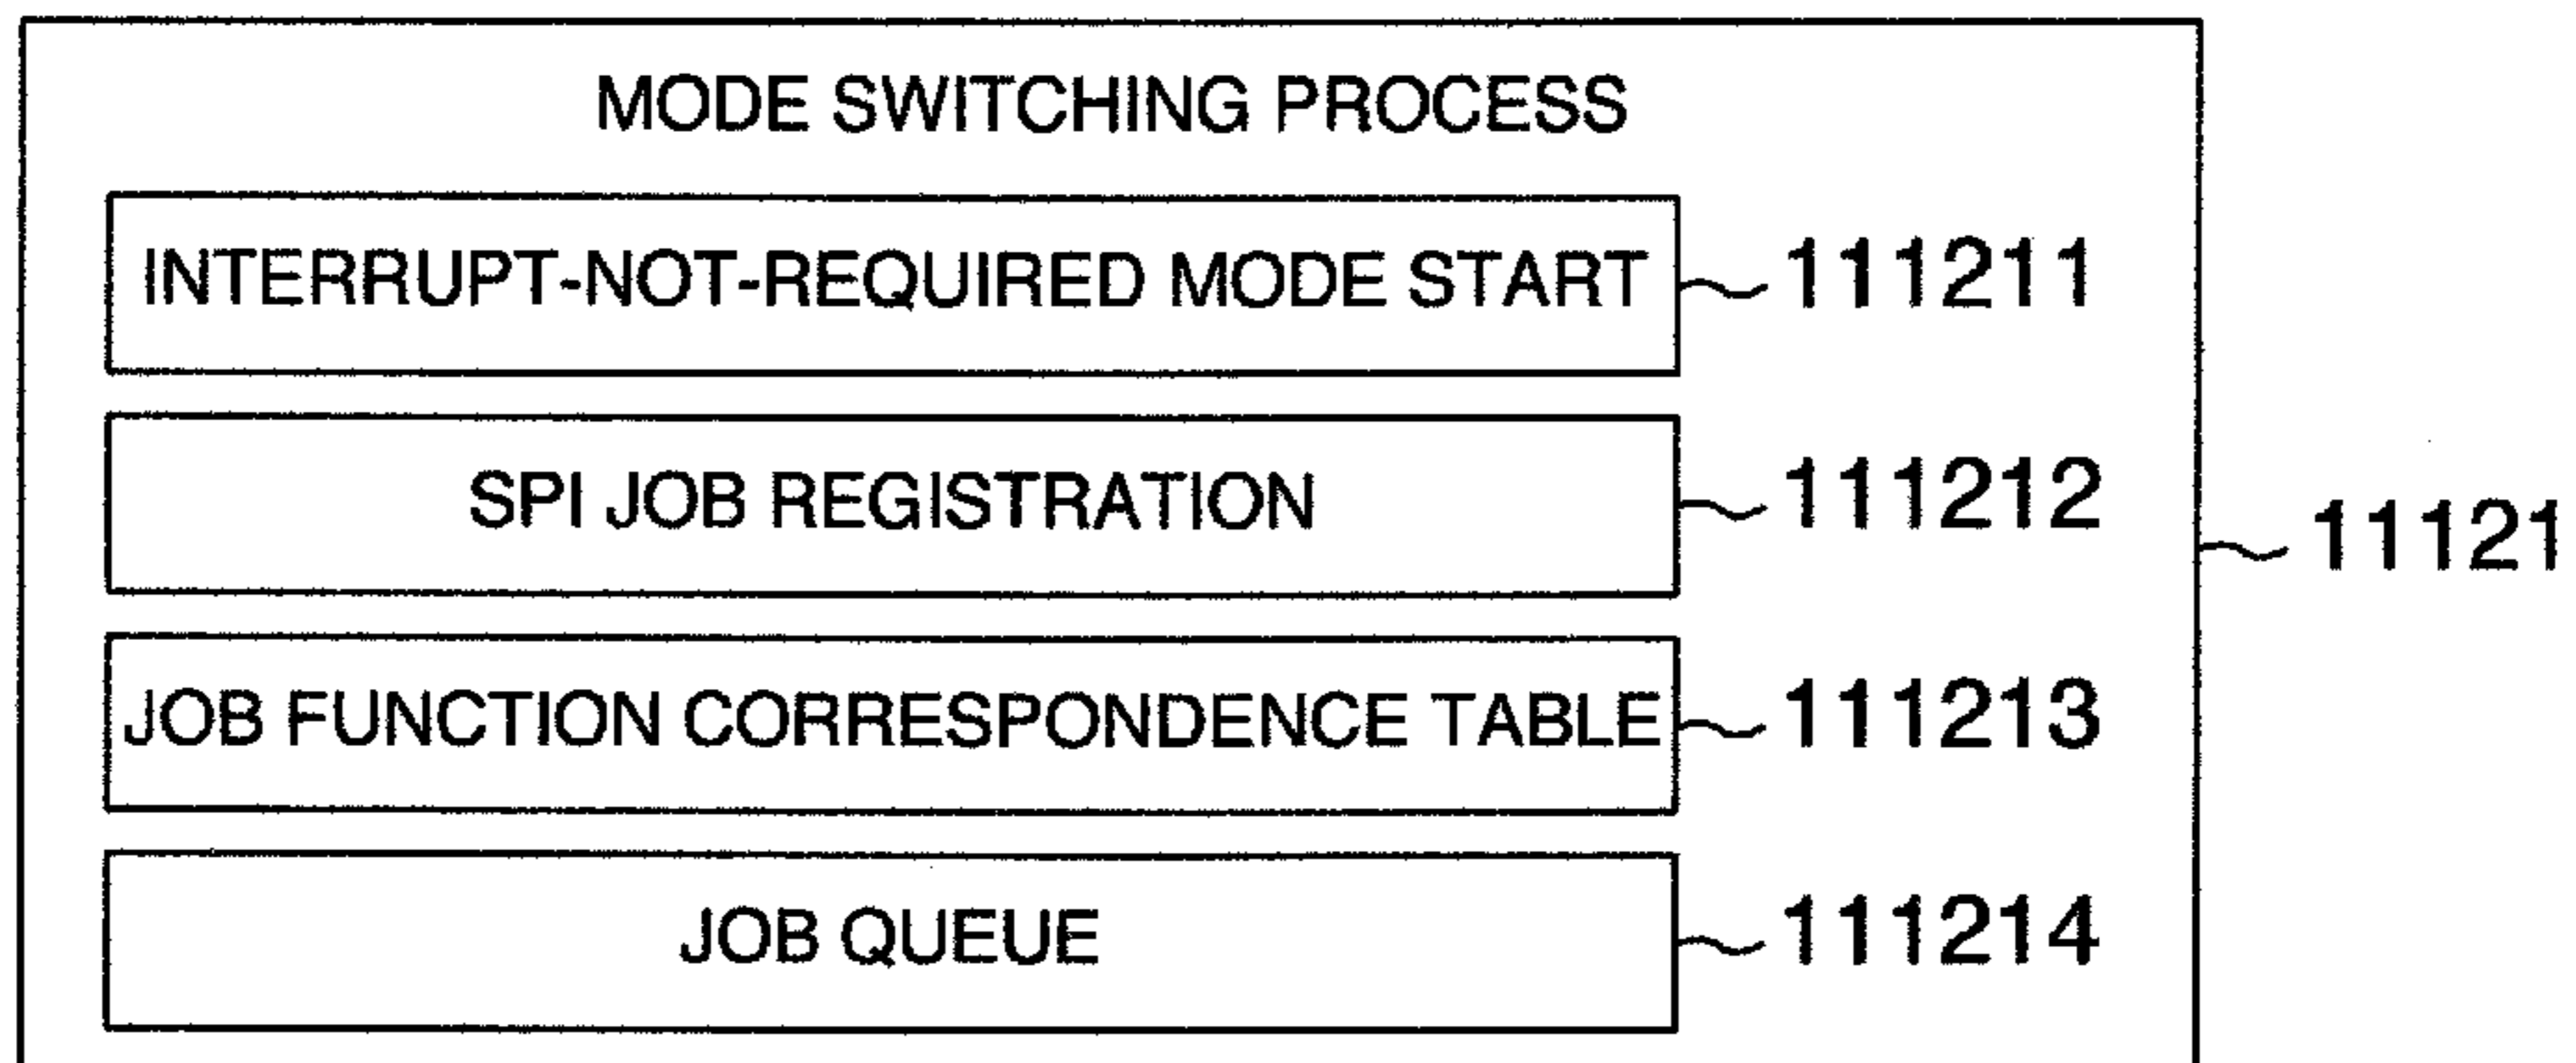 MODE SWITCHING PROCESS
INTERRUPT-NOT-REQUIRED MODE START 111211
SPI JOB REGISTRATION 111212
11121
JOB FUNCTION CORRESPONDENCE TABLE 111213
JOB QUEUE 111214